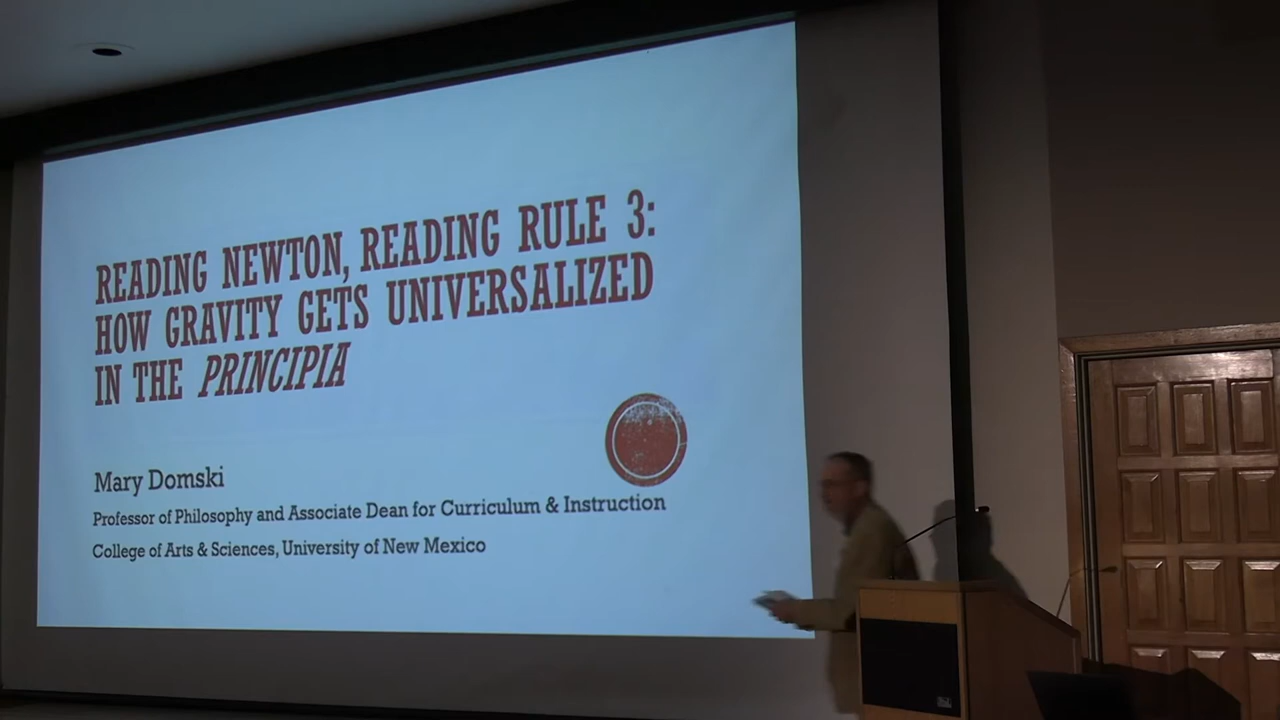 READING NEWTON, READING RULE 3:
HOW GRAVITY GETS UNIVERSALIZED
IN THE PRINCIPIA
Mary Domski
Professor of Philosophy and Associate Dean for Curriculum & Instruction
College of Arts & Sciences, University of New Mexico